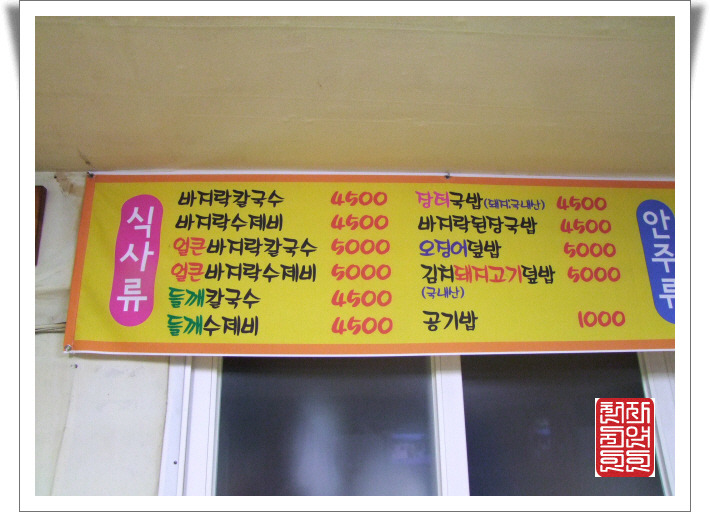 식사류
바지락칼국수 4500
바지락수제비 4500
얼큰바지락칼국수 5000
얼큰바지락수제비 5000
들깨칼국수 4500
들깨수제비 4500
장터국밥(돼지:국내산) 4500
바지락된장국밥 4500
오징어덮밥 5000
김치돼지고기덮밥 5000
(국내산)
공기밥 1000
안주류